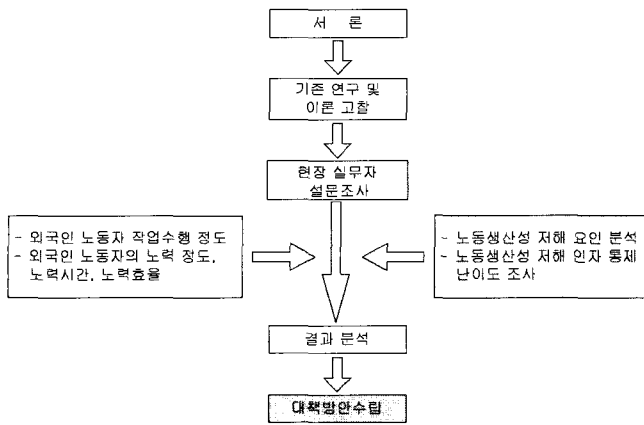 서 론
기존 연구 및
이론 고찰
현장 실무자
설문조사
- 외국인 노동자 작업수행 정도
- 외국인 노동자의 노력 정도,
노력시간, 노력효율
- 노동생산성 저해 요인 분석
- 노동생산성 저해 인자 통제
난이도 조사
결과 분석
대책방안수립